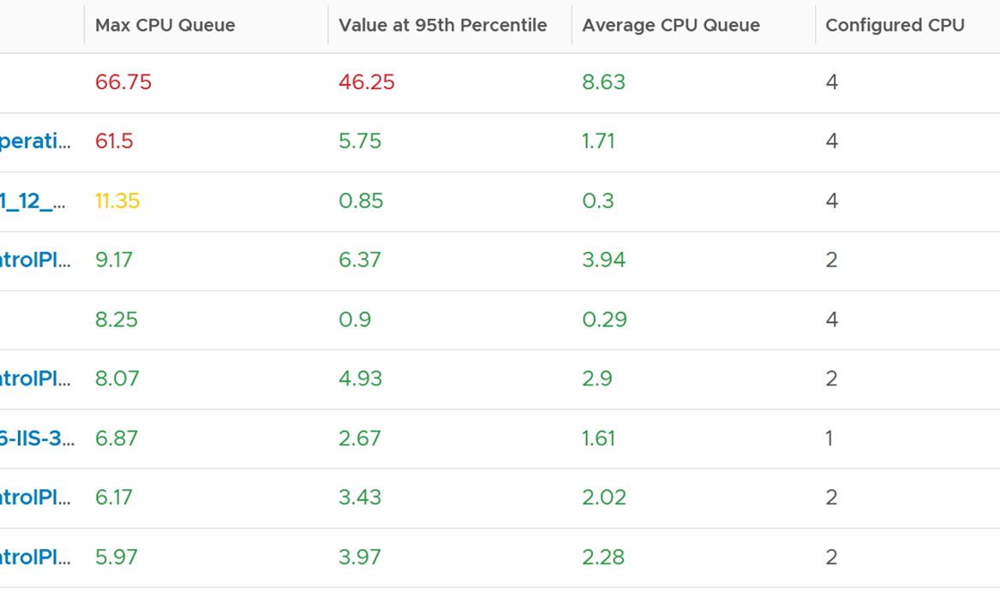 Max CPU Queue Value at 95th Percentile Average CPU Queue Configured CPU
66.75 46.25 8.63 4
perati... 61.5 5.75 1.71 4
1_12_... 11.35 0.85 0.3 4
trolPl... 9.17 6.37 3.94 2
8.25 0.9 0.29 4
trolPl... 8.07 4.93 2.9 2
6-IIS-3... 6.87 2.67 1.61 1
trolPl... 6.17 3.43 2.02 2
trolPl... 5.97 3.97 2.28 2